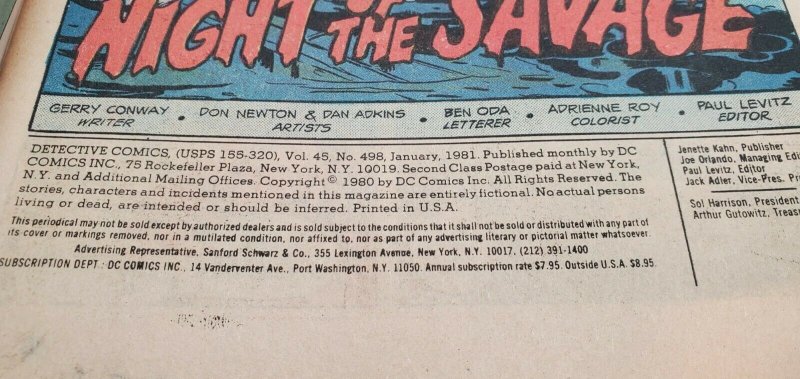 NIGHT OF
THE SAVAGE
GERRY CONWAY • DON NEWTON & DAN ADKINS • BEN ODA • ADRIENNE ROY • PAUL LEVITZ
WRITER ARTISTS LETTERER COLORIST EDITOR
DETECTIVE COMICS, (USPS 155-320), Vol. 45, No. 498, January, 1981. Published monthly by DC
COMICS INC., 75 Rockefeller Plaza, New York, N.Y. 10019. Second Class Postage paid at New York,
N.Y. and Additional Mailing Offices. Copyright © 1980 by DC Comics Inc. All Rights Reserved. The
stories, characters and incidents mentioned in this magazine are entirely fictional. No actual persons
living or dead, are intended or should be inferred. Printed in U.S.A.
This periodical may not be sold except by authorized dealers and is sold subject to the conditions that it shall not be sold or distributed with any part of
its cover or markings removed, nor in a mutilated condition, nor affixed to, nor as part of any advertising literary or pictorial matter whatsoever.
Advertising Representative, Sanford Schwarz & Co., 355 Lexington Avenue, New York, N.Y. 10017. (212) 391-1400
SUBSCRIPTION DEPT: DC COMICS INC., 14 Vanderventer Ave., Port Washington, N.Y. 11050. Annual subscription rate $7.95. Outside U.S.A. $8.95.
Jenette Kahn, Publisher
Joe Orlando, Managing Ed
Paul Levitz, Editor
Jack Adler, Vice-Pres. Pr
Sol Harrison, President
Arthur Gutowitz, Treas